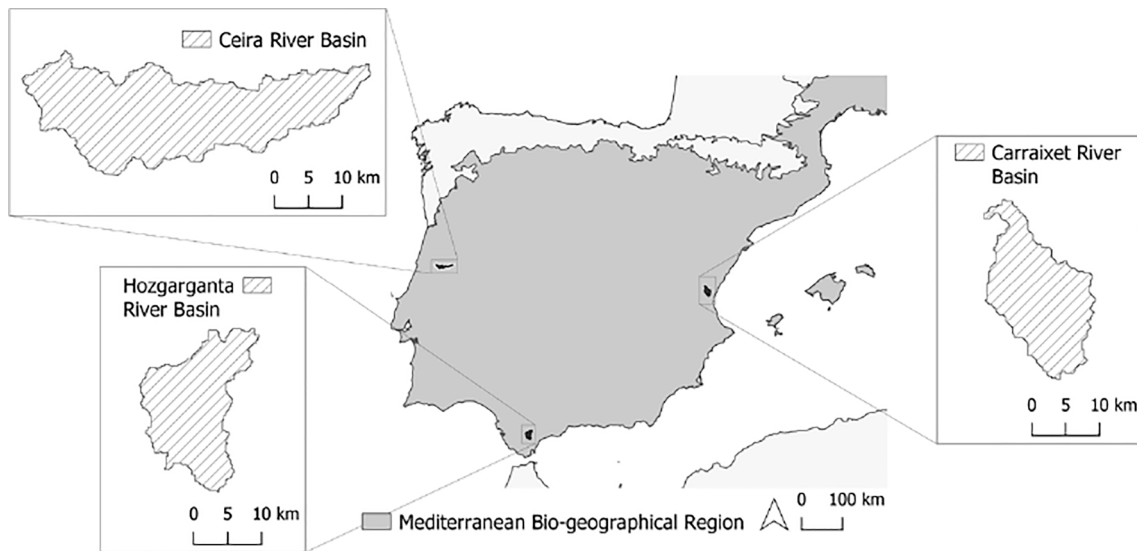 Ceira River Basin
0 5 10 km
Carraixet River
Basin
0 5 10 km
Hozgarganta
River Basin
0 5 10 km
Mediterranean Bio-geographical Region
0 100 km